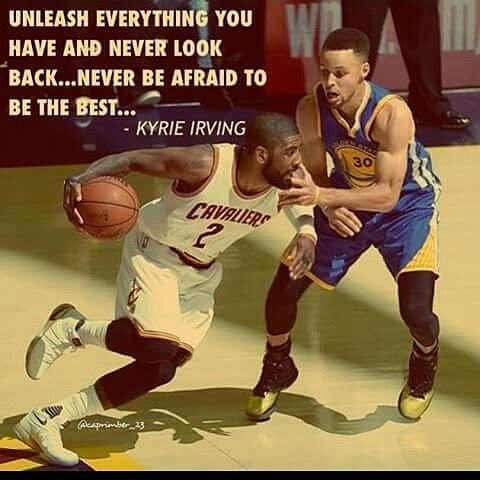 UNLEASH EVERYTHING YOU
HAVE AND NEVER LOOK
BACK...NEVER BE AFRAID TO
BE THE BEST...
- KYRIE IRVING
CAVALIERS
2
30
@caprimber_23